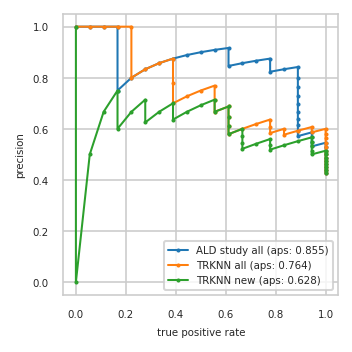 1.0
0.8
0.6
0.4
0.2
0.0
precision
ALD study all (aps: 0.855)
TRKNN all (aps: 0.764)
TRKNN new (aps: 0.628)
0.0 0.2 0.4 0.6 0.8 1.0
true positive rate